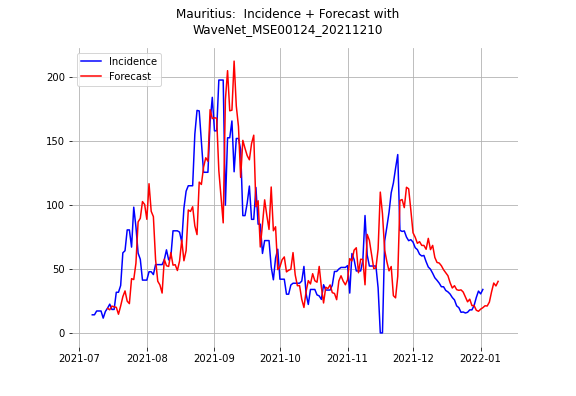 Mauritius:  Incidence + Forecast with
WaveNet_MSE00124_20211210
Incidence
Forecast
200
150
100
50
0
2021-07 2021-08 2021-09 2021-10 2021-11 2021-12 2022-01